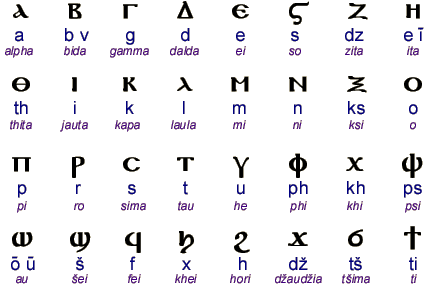 ⲁ ⲃ ⲅ ⲇ ⲉ ⲋ ⲍ ⲏ
a b v g d e s dz e ī
alpha bida gamma dalda ei so zita ita
ⲑ ⲓ ⲕ ⲗ ⲙ ⲛ ⲝ ⲟ
th i k l m n ks o
thita jauta kapa laula mi ni ksi o
ⲡ ⲣ ⲥ ⲧ ⲩ ⲫ ⲭ ⲯ
p r s t u ph kh ps
pi ro sima tau he phi khi psi
ⲱ ϣ ϥ ϧ ϩ ϫ ϭ ϯ
ō ū š f x h dž tš ti
au šei fei khei hori džaudžia tšima ti